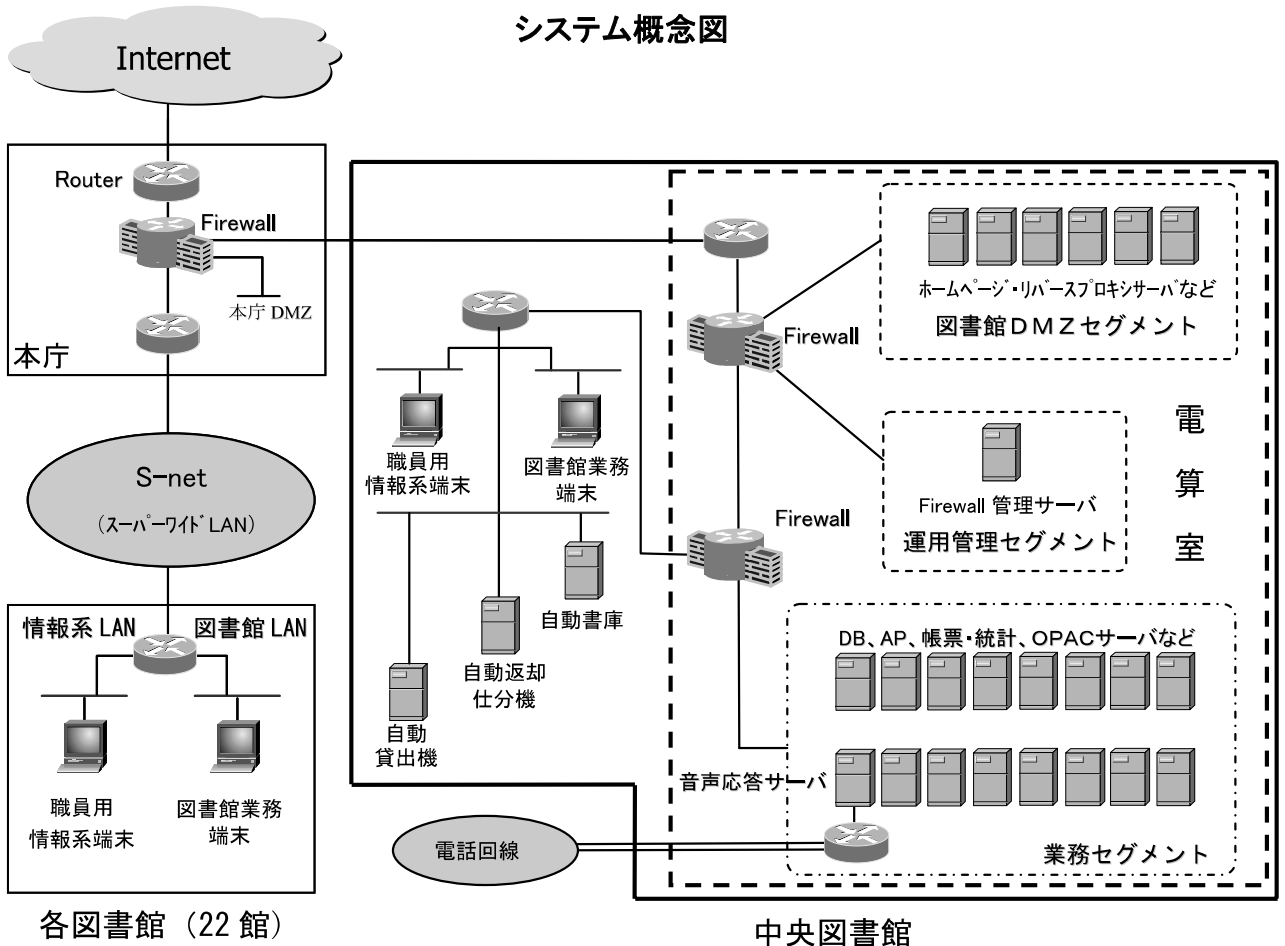 システム概念図
Internet
Router
Firewall
本庁 DMZ
本庁
S-net
(スーパーワイドLAN)
情報系 LAN
図書館 LAN
職員用
情報系端末
図書館業務
端末
各図書館（22 館）
職員用
情報系端末
図書館業務
端末
自動書庫
自動返却
仕分機
自動
貸出機
Firewall
ホームページ・リバースプロキシサーバなど
図書館ＤＭＺセグメント
Firewall 管理サーバ
運用管理セグメント
電
算
室
Firewall
DB、AP、帳票・統計、OPACサーバなど
音声応答サーバ
業務セグメント
電話回線
中央図書館